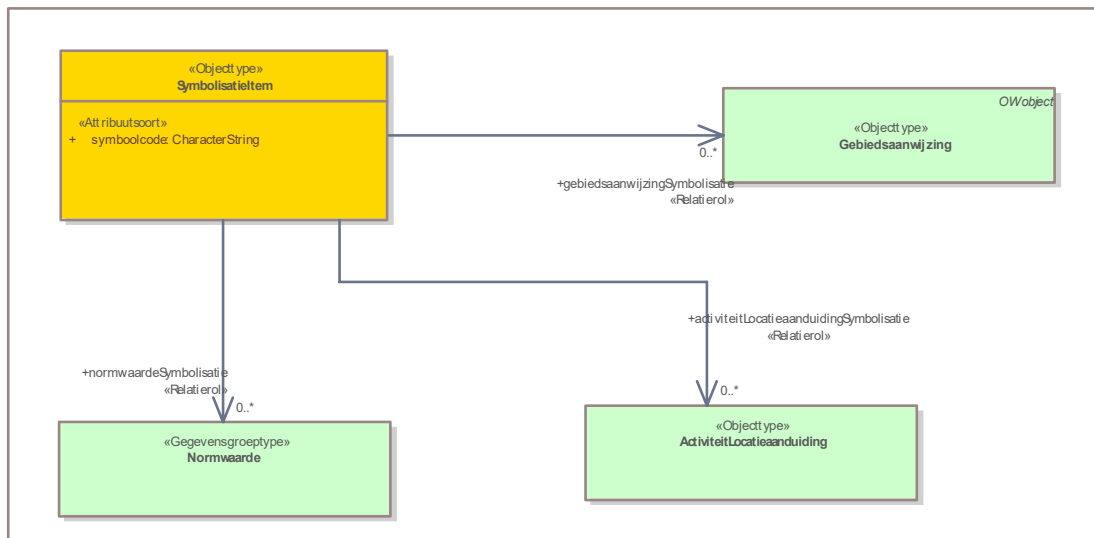 «Objecttype»
SymbolisatieItem
«Attribuutsoort»
+ symboolcode: CharacterString
OWobject
«Objecttype»
Gebiedsaanwijzing
0..*
+gebiedsaanwijzingSymbolisatie
«Relatierol»
+activiteitLocatieaanduidingSymbolisatie
«Relatierol»
+normwaardeSymbolisatie
«Relatierol»
0..*
0..*
«Gegevensgroeptype»
Normwaarde
«Objecttype»
ActiviteitLocatieaanduiding